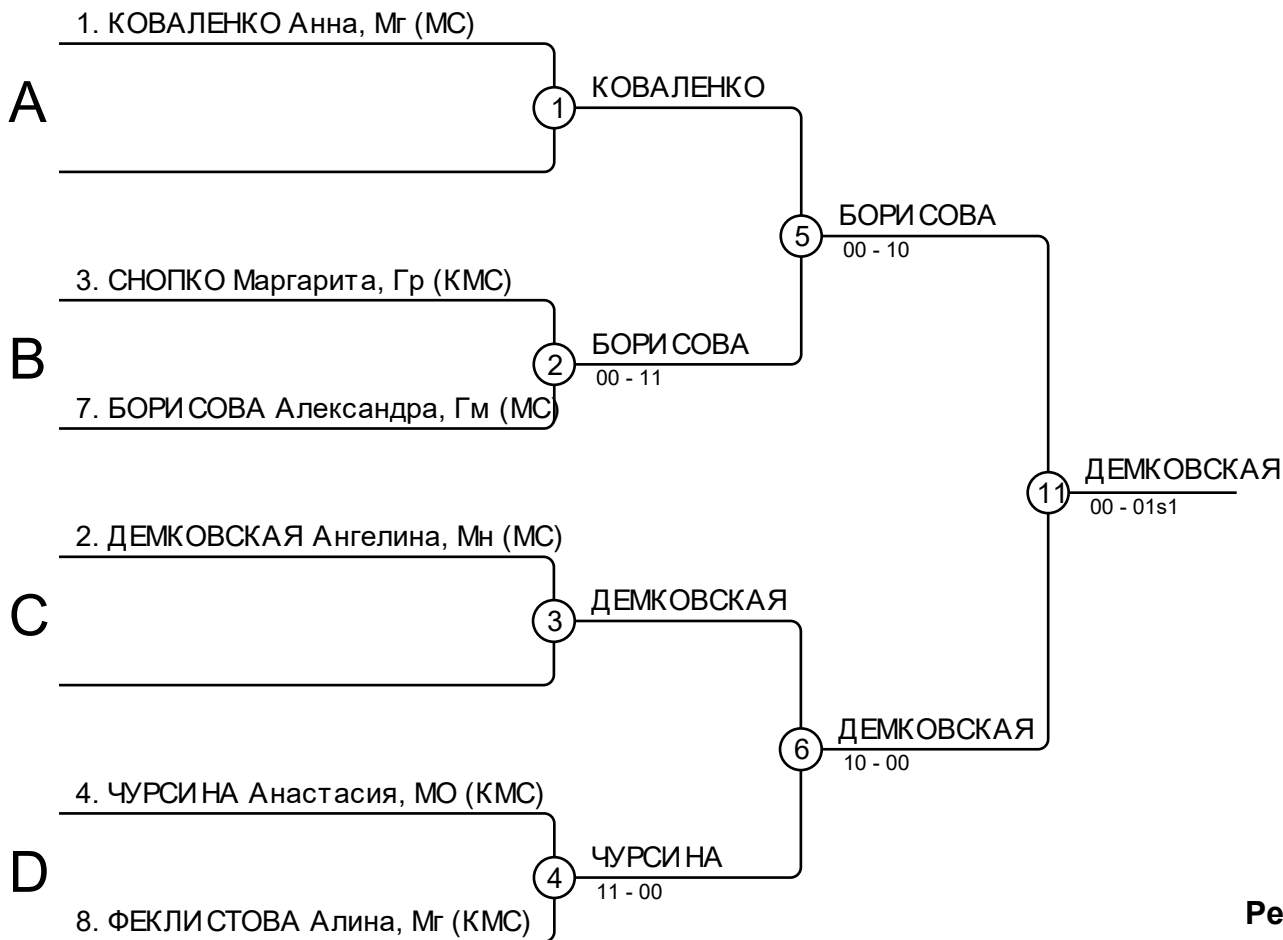 1. КОВАЛЕНКО Анна, Мг (МС)
A
1
КОВАЛЕНКО
5
БОРИСОВА
00 - 10
3. СНОПКО Маргарита, Гр (КМС)
B
2
БОРИСОВА
00 - 11
7. БОРИСОВА Александра, Гм (МС)
11
ДЕМКОВСКАЯ
00 - 01s1
2. ДЕМКОВСКАЯ Ангелина, Мн (МС)
C
3
ДЕМКОВСКАЯ
6
ДЕМКОВСКАЯ
10 - 00
4. ЧУРСИНА Анастасия, МО (КМС)
D
4
ЧУРСИНА
11 - 00
8. ФЕКЛИСТОВА Алина, Мг (КМС)
Ре